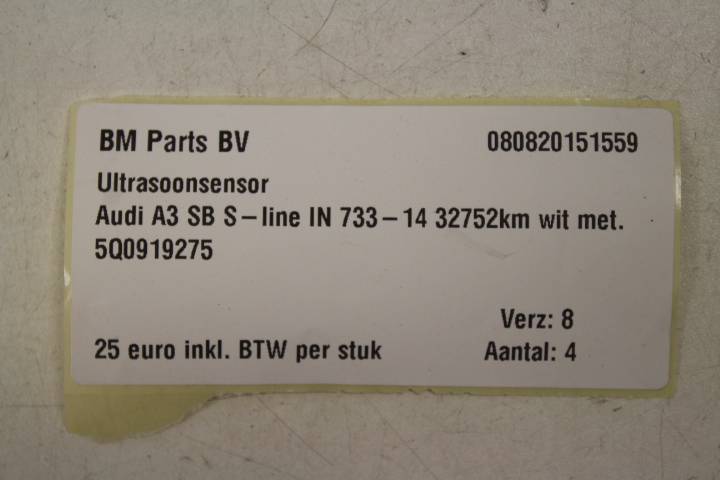 BM Parts BV 080820151559
Ultrasoonsensor
Audi A3 SB S-line IN 733-14 32752km wit met.
5Q0919275
Verz: 8
25 euro inkl. BTW per stuk Aantal: 4